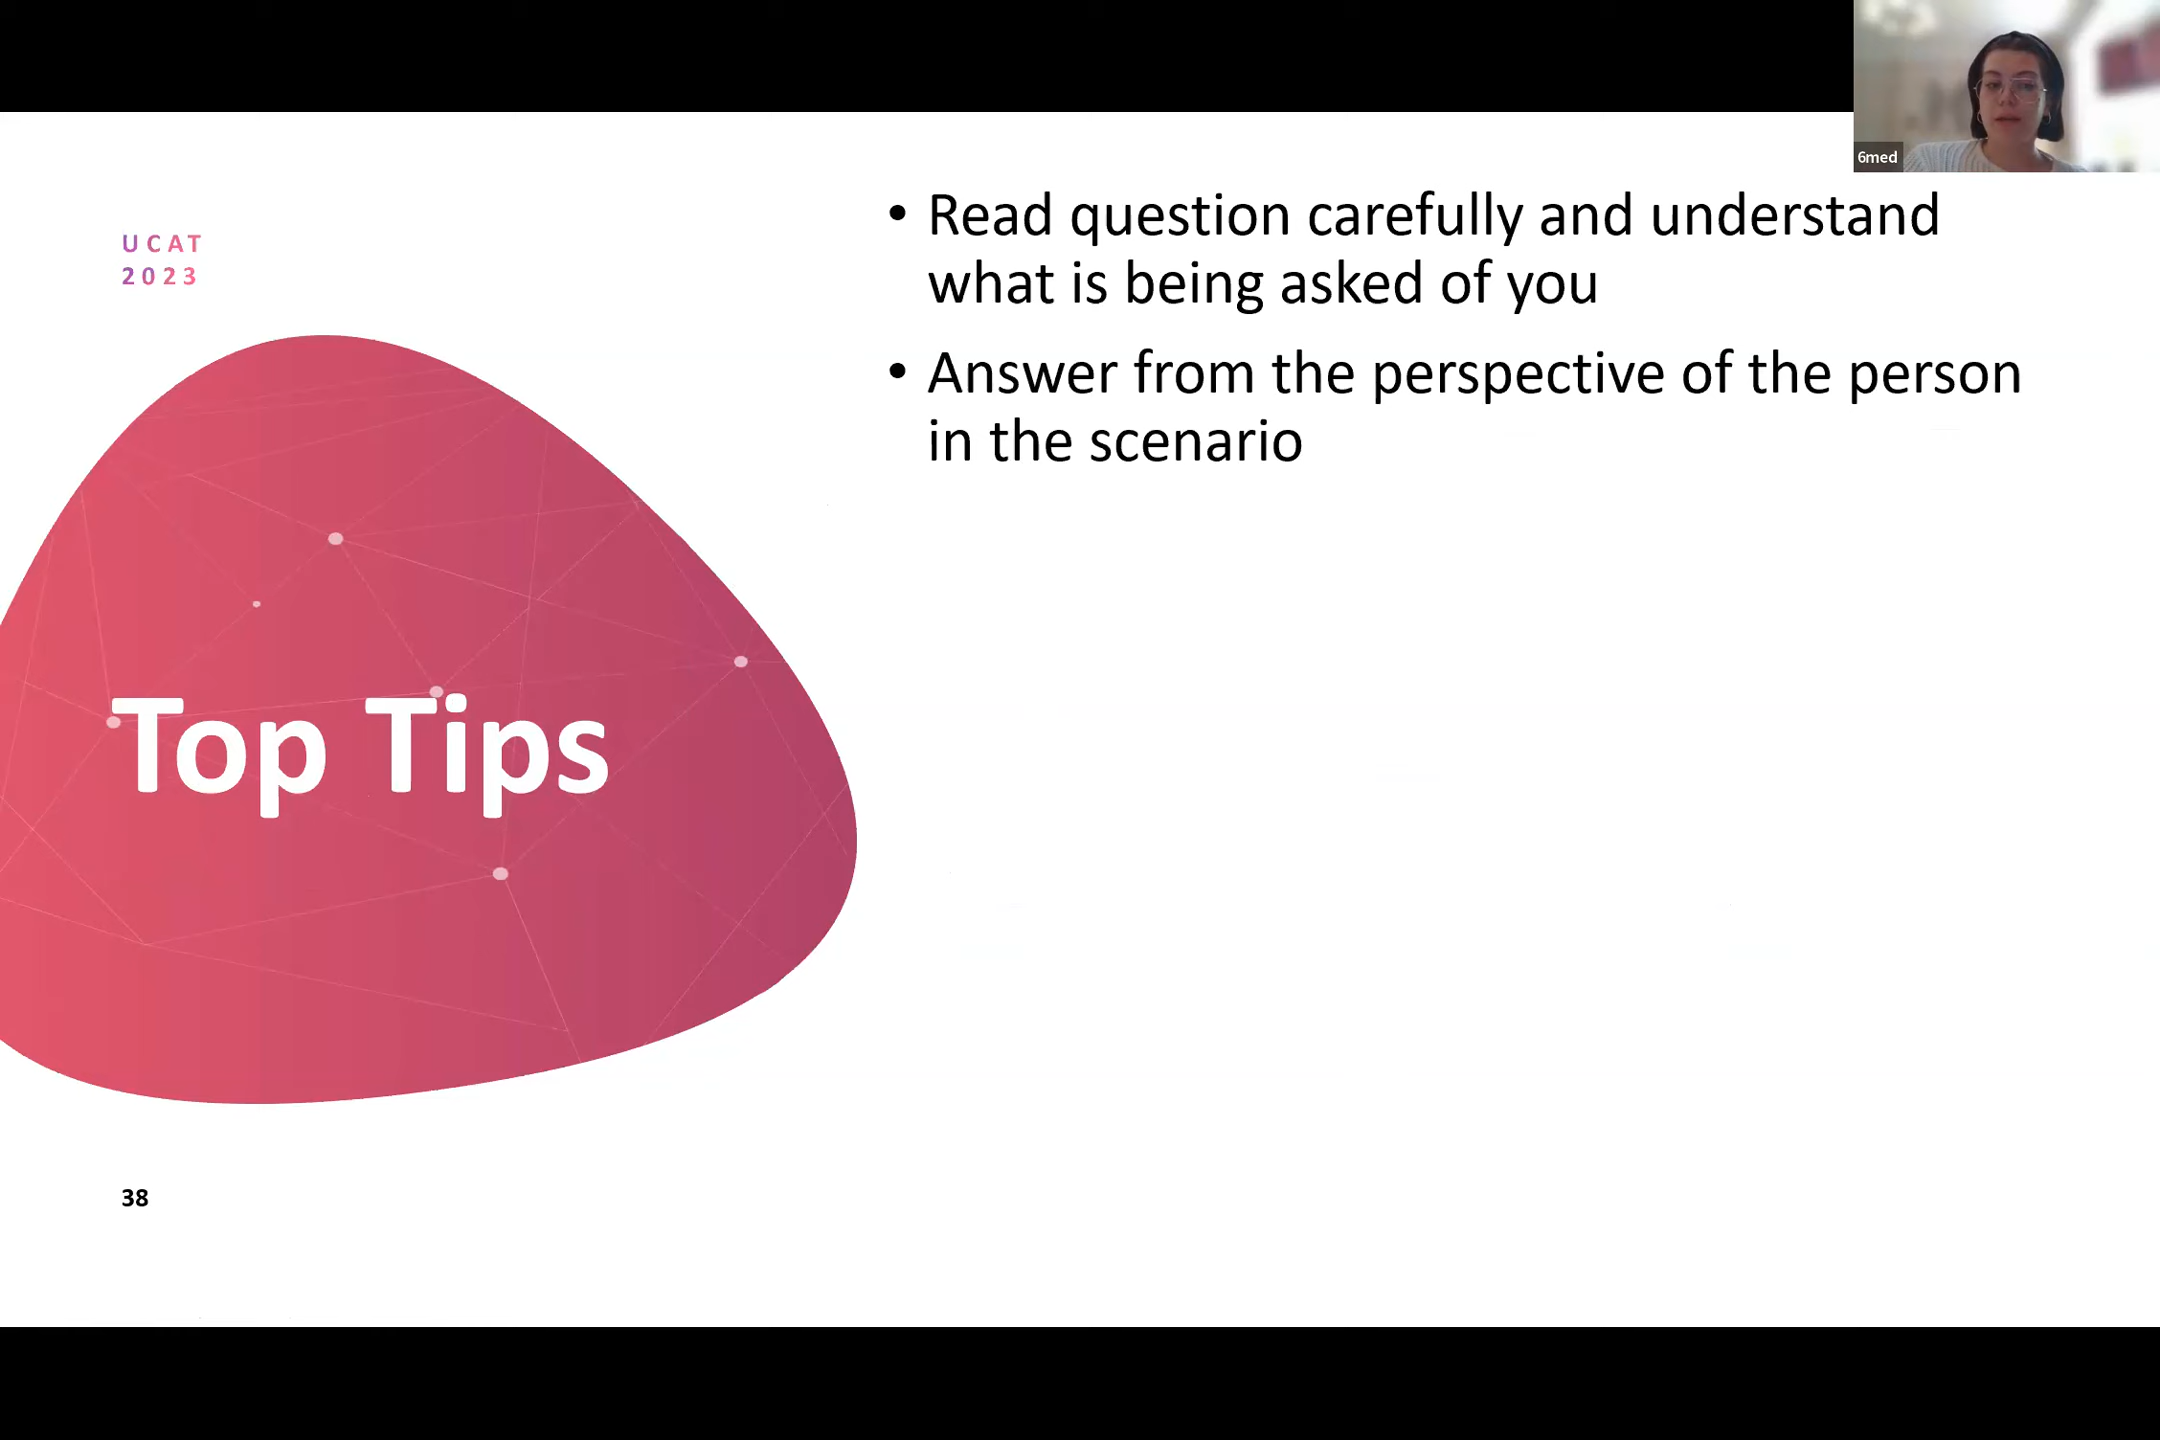 6med
UCAT
2023
• Read question carefully and understand
what is being asked of you
• Answer from the perspective of the person
in the scenario
Top Tips
38